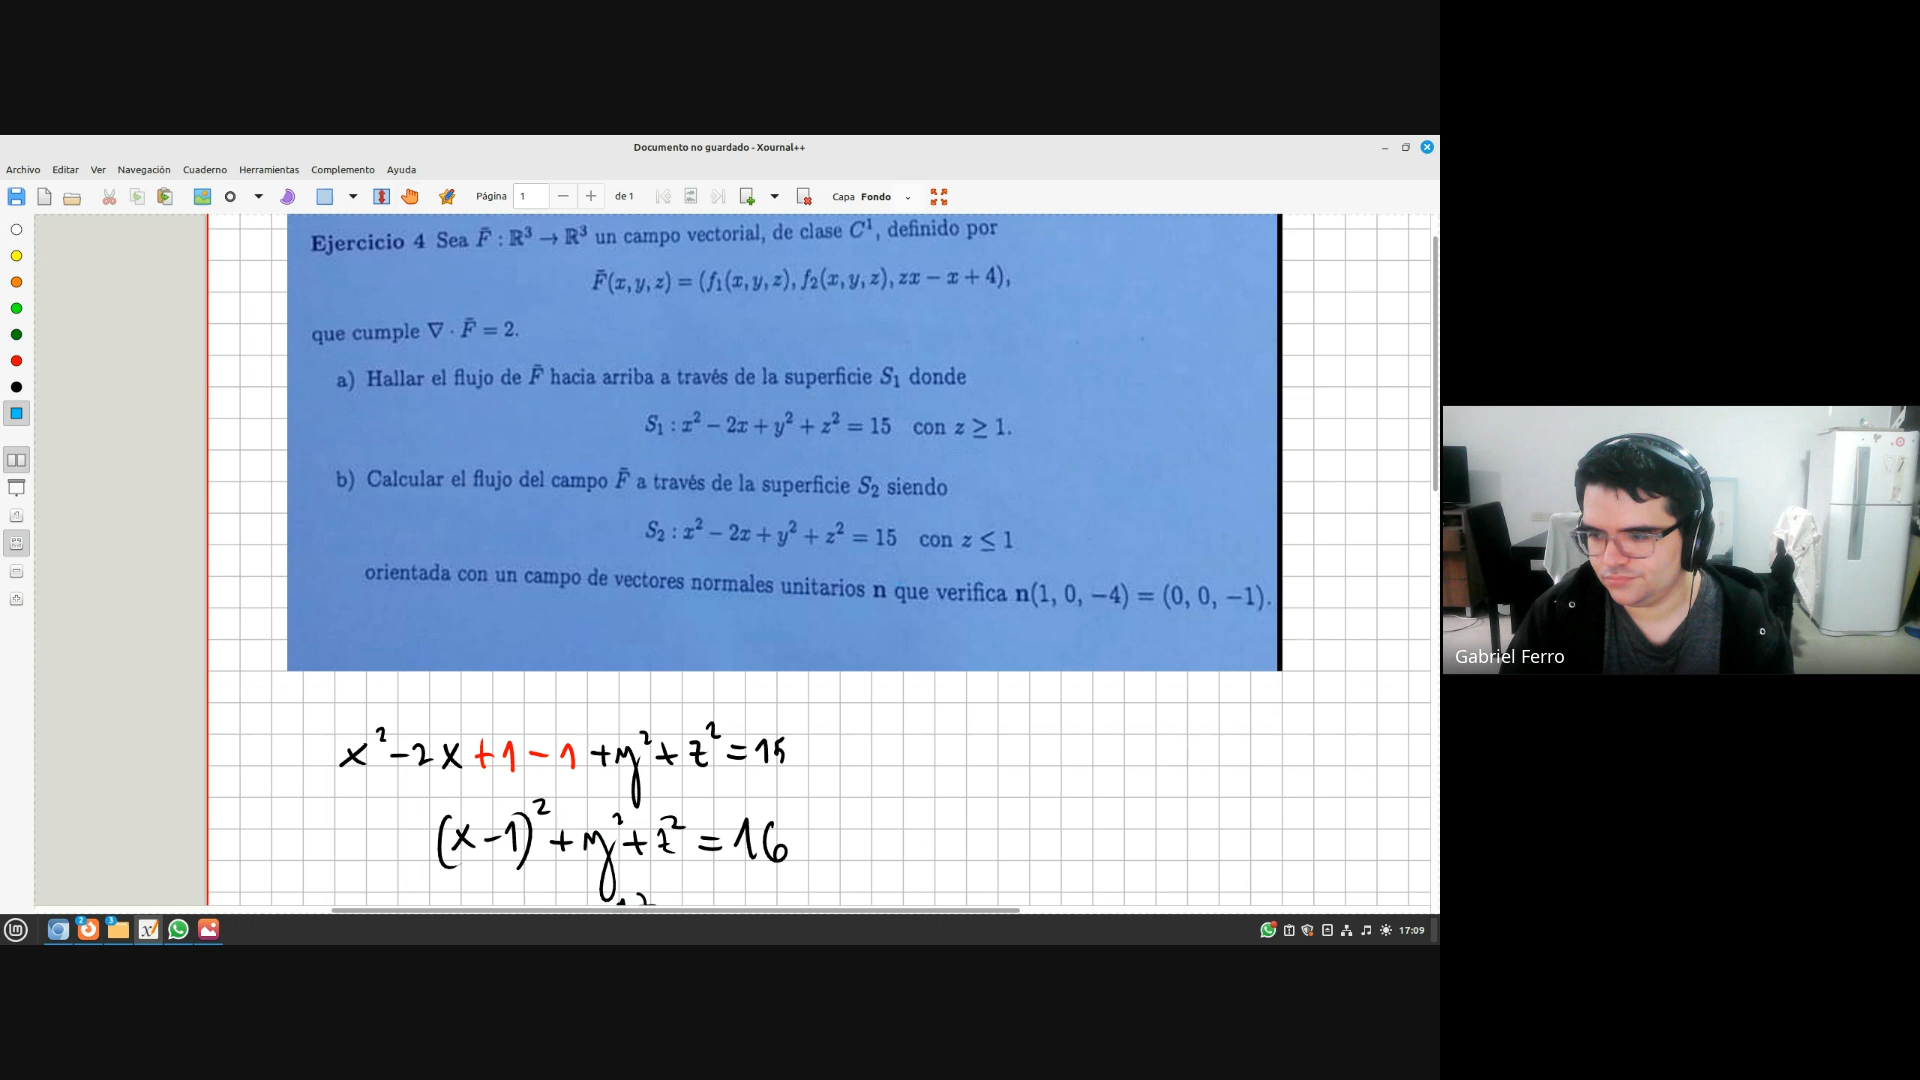 Documento no guardado - Xournal++
Archivo Editar Ver Navegación Cuaderno Herramientas Complemento Ayuda
Página 1 de 1 Capa Fondo
Ejercicio 4 Sea F̄ : ℝ³ → ℝ³ un campo vectorial, de clase C¹, definido por
F̄(x, y, z) = (f₁(x, y, z), f₂(x, y, z), zx − x + 4),
que cumple ∇ · F̄ = 2.
a) Hallar el flujo de F̄ hacia arriba a través de la superficie S₁ donde
S₁ : x² − 2x + y² + z² = 15 con z ≥ 1.
b) Calcular el flujo del campo F̄ a través de la superficie S₂ siendo
S₂ : x² − 2x + y² + z² = 15 con z ≤ 1
orientada con un campo de vectores normales unitarios n que verifica n(1, 0, −4) = (0, 0, −1).
x² − 2x + 1 − 1 + y² + z² = 15
(x − 1)² + y² + z² = 16
Gabriel Ferro
2 3 17:09